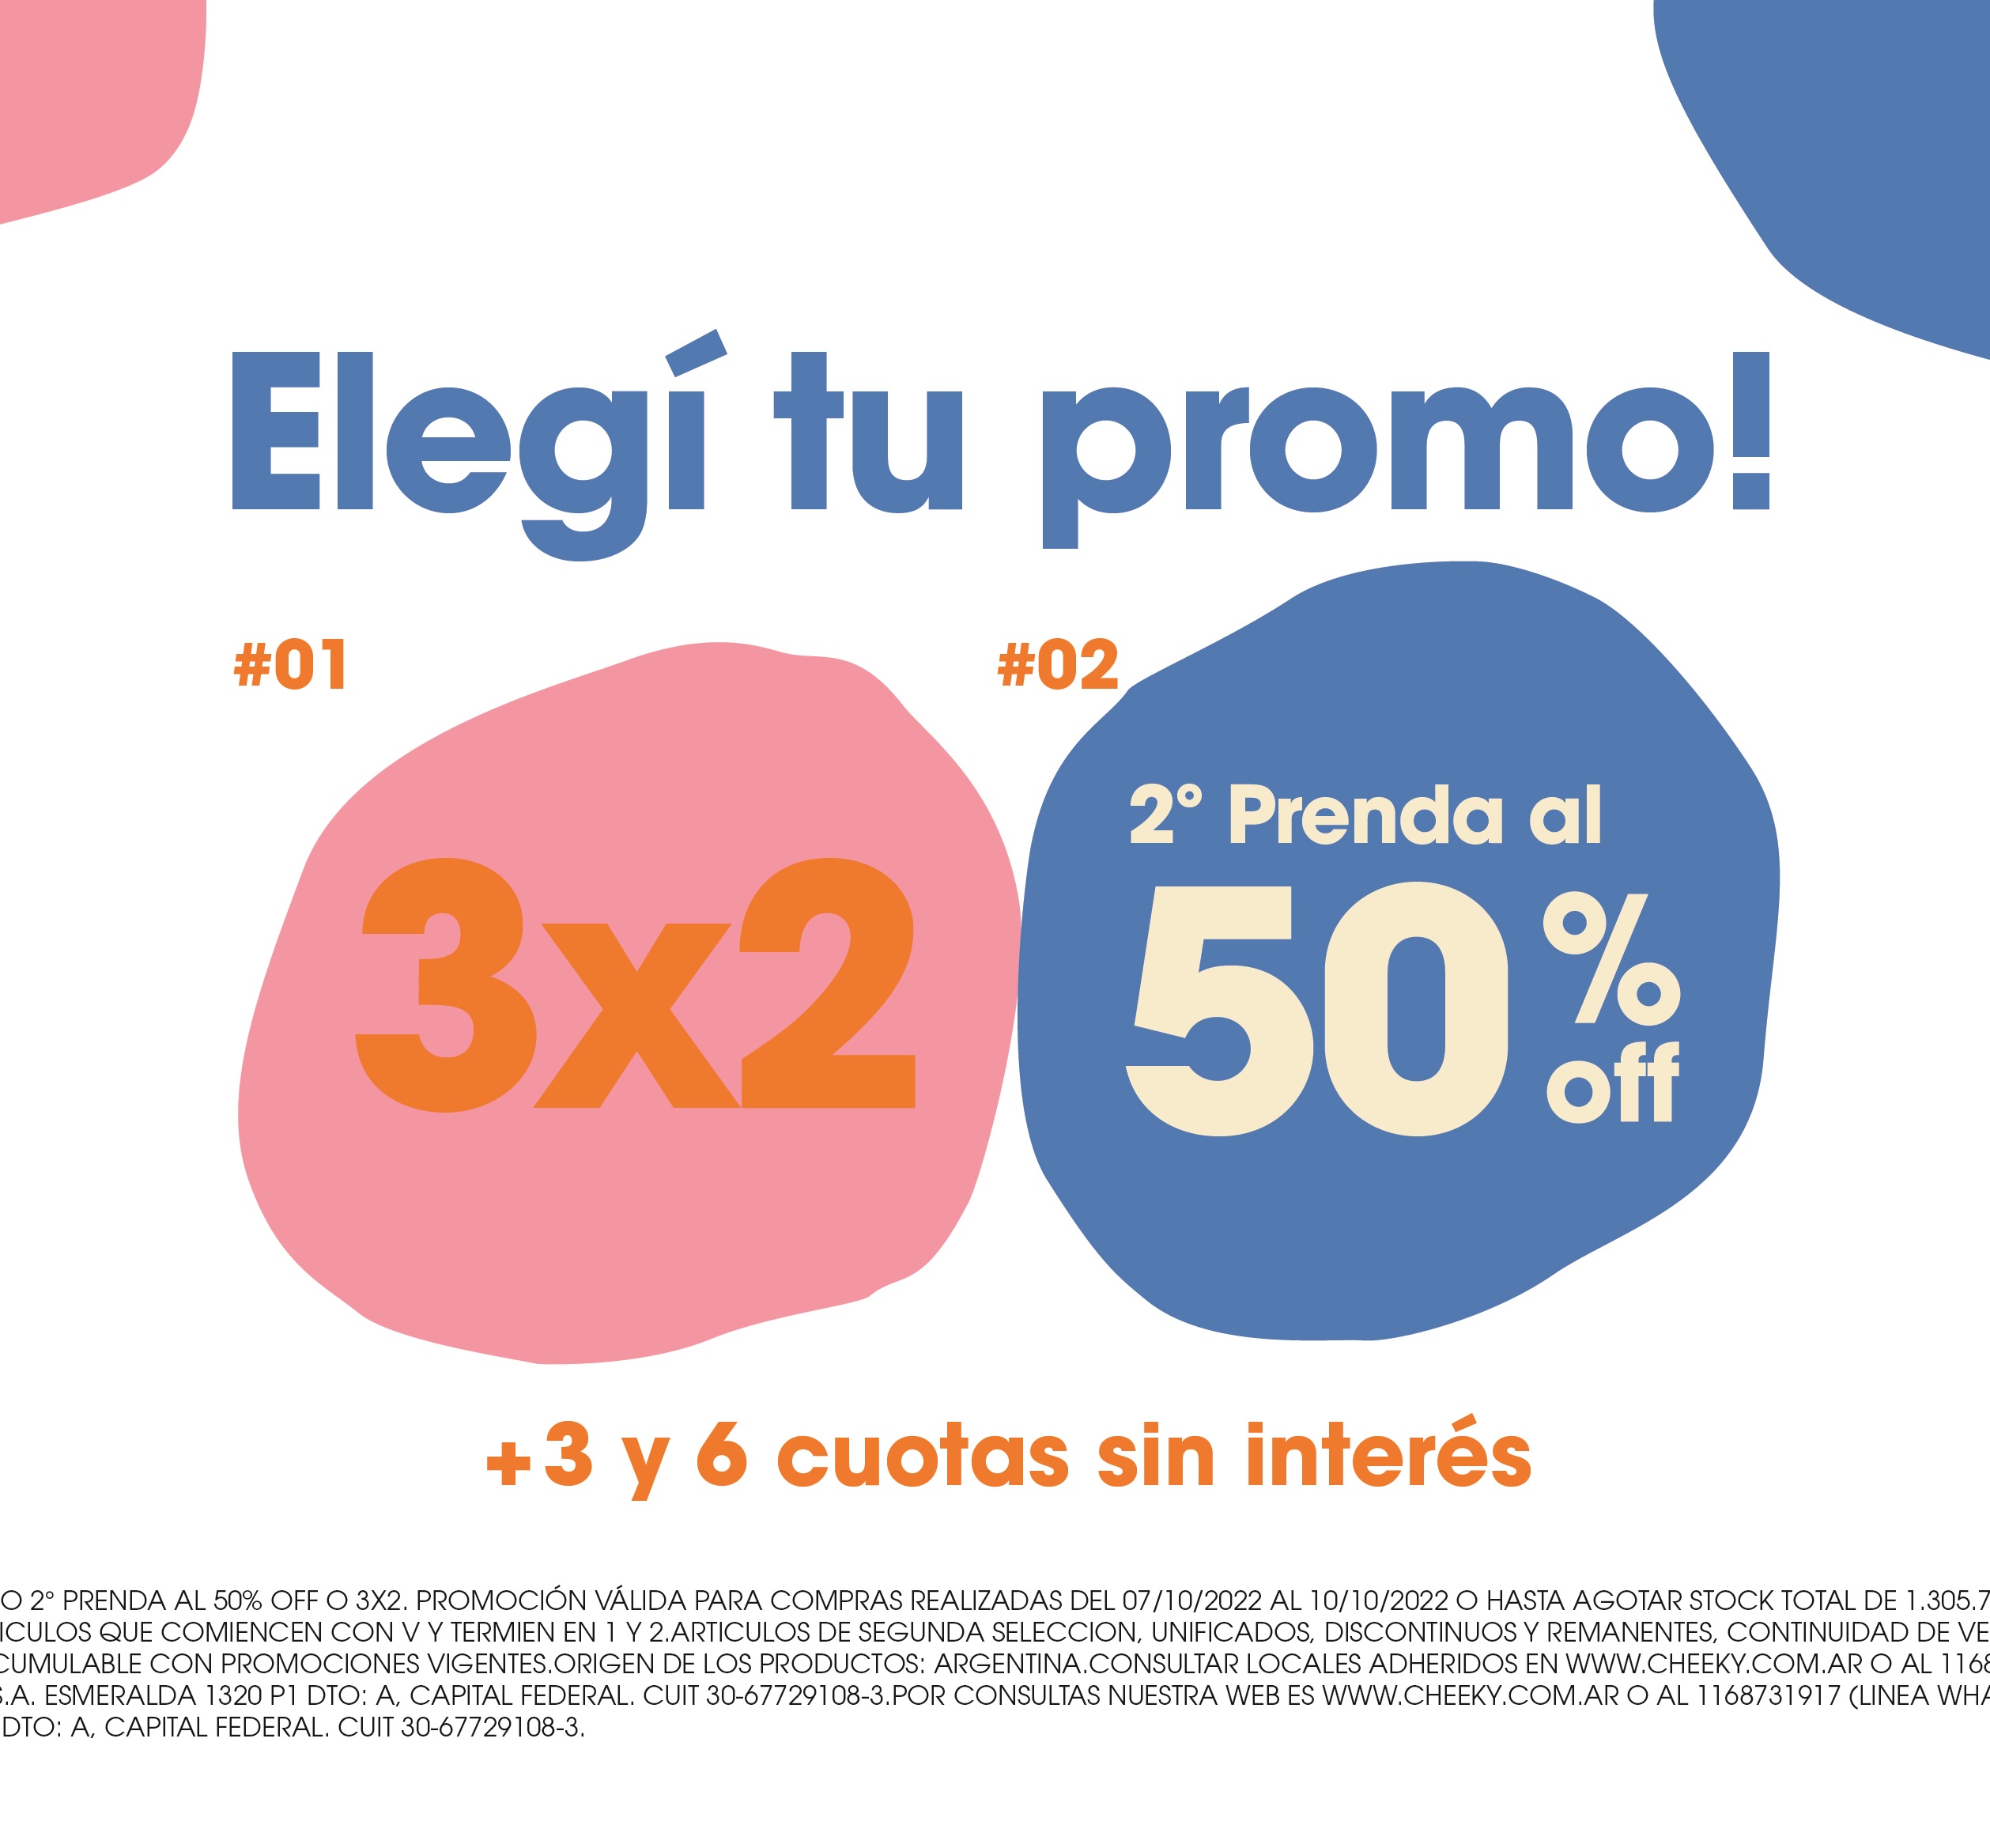 Elegí tu promo!
#01
3x2
#02
2° Prenda al
50% off
+3 y 6 cuotas sin interés
O 2° PRENDA AL 50% OFF O 3X2. PROMOCIÓN VÁLIDA PARA COMPRAS REALIZADAS DEL 07/10/2022 AL 10/10/2022 O HASTA AGOTAR STOCK TOTAL DE 1.305.7
ICULOS QUE COMIENCEN CON V Y TERMIEN EN 1 Y 2.ARTICULOS DE SEGUNDA SELECCION, UNIFICADOS, DISCONTINUOS Y REMANENTES, CONTINUIDAD DE VE
CUMULABLE CON PROMOCIONES VIGENTES.ORIGEN DE LOS PRODUCTOS: ARGENTINA.CONSULTAR LOCALES ADHERIDOS EN WWW.CHEEKY.COM.AR O AL 1168
S.A. ESMERALDA 1320 P1 DTO: A, CAPITAL FEDERAL. CUIT 30-67729108-3.POR CONSULTAS NUESTRA WEB ES WWW.CHEEKY.COM.AR O AL 1168731917 (LINEA WHA
DTO: A, CAPITAL FEDERAL. CUIT 30-67729108-3.